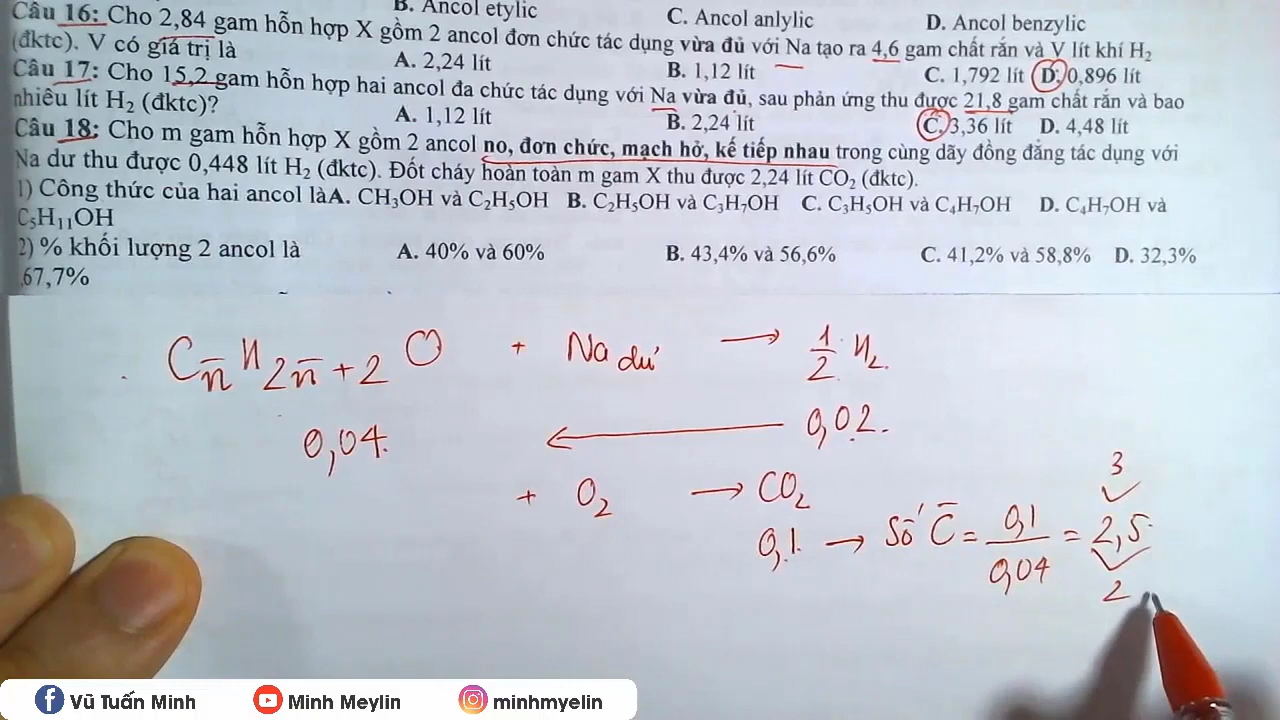 B. Ancol etylic
C. Ancol anlylic
D. Ancol benzylic
Câu 16: Cho 2,84 gam hỗn hợp X gồm 2 ancol đơn chức tác dụng vừa đủ với Na tạo ra 4,6 gam chất rắn và V lít khí H2
(đktc). V có giá trị là A. 2,24 lít B. 1,12 lít C. 1,792 lít D. 0,896 lít
Câu 17: Cho 15,2 gam hỗn hợp hai ancol đa chức tác dụng với Na vừa đủ, sau phản ứng thu được 21,8 gam chất rắn và bao
nhiêu lít H2 (đktc)? A. 1,12 lít B. 2,24 lít C. 3,36 lít D. 4,48 lít
Câu 18: Cho m gam hỗn hợp X gồm 2 ancol no, đơn chức, mạch hở, kế tiếp nhau trong cùng dãy đồng đẳng tác dụng với
Na dư thu được 0,448 lít H2 (đktc). Đốt cháy hoàn toàn m gam X thu được 2,24 lít CO2 (đktc).
1) Công thức của hai ancol làA. CH3OH và C2H5OH B. C2H5OH và C3H7OH C. C3H5OH và C4H7OH D. C4H7OH và
C5H11OH
2) % khối lượng 2 ancol là A. 40% và 60% B. 43,4% và 56,6% C. 41,2% và 58,8% D. 32,3%
67,7%
Cn̄H2n̄+2O + Na dư → 1/2 H2
0,04 ← 0,02
+ O2 → CO2
3
0,1 → Số C̄ = 0,1/0,04 = 2,5
2
Vũ Tuấn Minh
Minh Meylin
minhmyelin